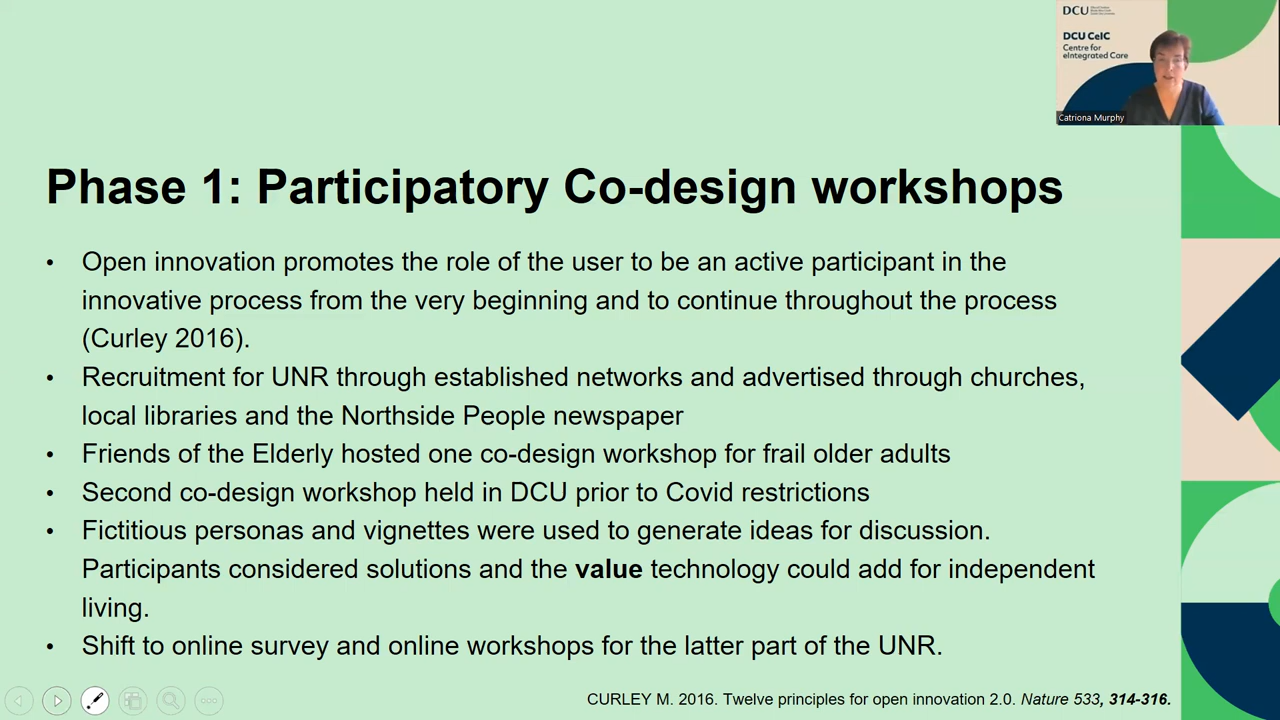 DCU
DCU CeIC
Centre for
eIntegrated Care
Catriona Murphy
Phase 1: Participatory Co-design workshops
• Open innovation promotes the role of the user to be an active participant in the
innovative process from the very beginning and to continue throughout the process
(Curley 2016).
• Recruitment for UNR through established networks and advertised through churches,
local libraries and the Northside People newspaper
• Friends of the Elderly hosted one co-design workshop for frail older adults
• Second co-design workshop held in DCU prior to Covid restrictions
• Fictitious personas and vignettes were used to generate ideas for discussion.
Participants considered solutions and the value technology could add for independent
living.
• Shift to online survey and online workshops for the latter part of the UNR.
CURLEY M. 2016. Twelve principles for open innovation 2.0. Nature 533, 314-316.